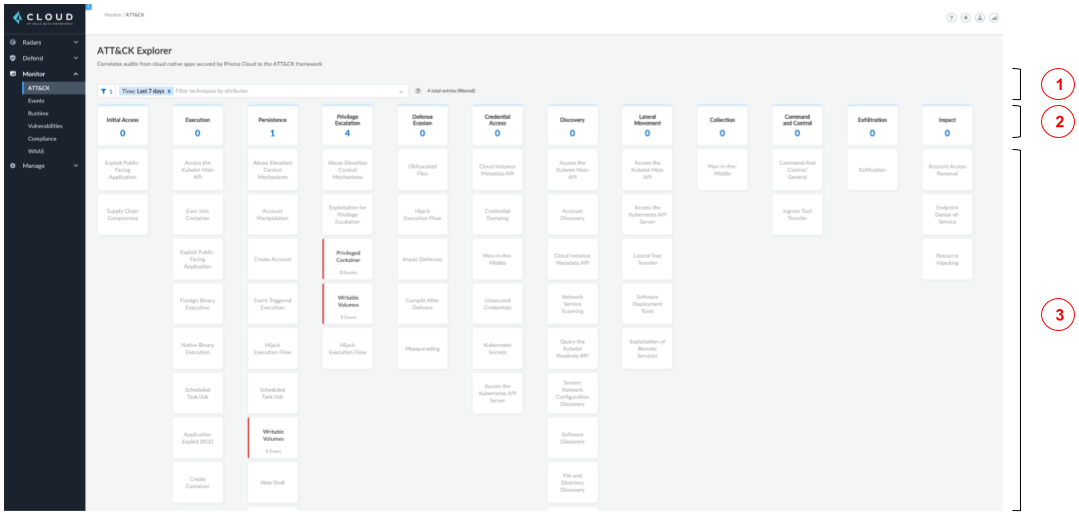 CLOUD
BY PALO ALTO NETWORKS
Monitor / ATT&CK
Radars
Defend
Monitor
ATT&CK
Events
Runtime
Vulnerabilities
Compliance
WAAS
Manage
ATT&CK Explorer
Correlates audits from cloud native apps secured by Prisma Cloud to the ATT&CK framework
1 Time: Last 7 days x Filter techniques by attributes x ? 4 total entries (filtered)
1
2
3
Initial Access
0
Exploit Public-
Facing
Application
Supply Chain
Compromise
Execution
0
Access the
Kubelet Main
API
Exec Into
Container
Exploit Public-
Facing
Application
Foreign Binary
Execution
Native Binary
Execution
Scheduled
Task/Job
Application
Exploit (RCE)
Create
Container
Persistence
1
Abuse Elevation
Control
Mechanisms
Account
Manipulation
Create Account
Event Triggered
Execution
Hijack
Execution Flow
Scheduled
Task/Job
Writable
Volumes
1 Event
Web Shell
Privilege
Escalation
4
Abuse Elevation
Control
Mechanisms
Exploitation for
Privilege
Escalation
Privileged
Container
Events
Writable
Volumes
1 Event
Hijack
Execution Flow
Defense
Evasion
0
Obfuscated
Files
Hijack
Execution Flow
Impair Defences
Compile After
Delivery
Masquerading
Credential
Access
0
Cloud Instance
Metadata API
Credential
Dumping
Man-in-the-
Middle
Unsecured
Credentials
Kubernetes
Secrets
Access the
Kubernetes API
Server
Discovery
0
Access the
Kubelet Main
API
Account
Discovery
Cloud Instance
Metadata API
Network
Service
Scanning
Query the
Kubelet
Readonly API
System
Network
Configuration
Discovery
Software
Discovery
File and
Directory
Discovery
Lateral
Movement
0
Access the
Kubelet Main
API
Access the
Kubernetes API
Server
Lateral Tool
Transfer
Software
Deployment
Tools
Exploitation of
Remote
Services
Collection
0
Man-in-the-
Middle
Command
and Control
0
Command And
Control/
General
Ingress Tool
Transfer
Exfiltration
0
Exfiltration
Impact
0
Account Access
Removal
Endpoint
Denial-of-
Service
Resource
Hijacking